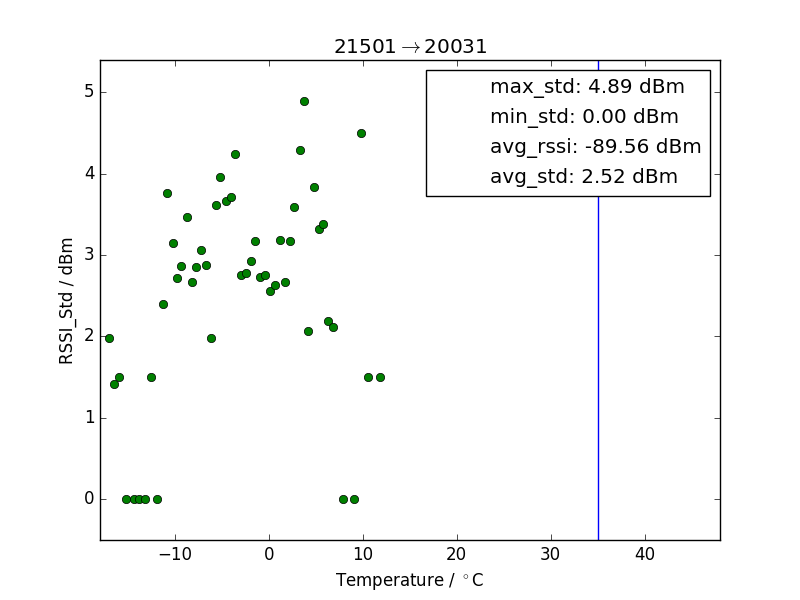 21501→20031
max_std: 4.89 dBm
min_std: 0.00 dBm
avg_rssi: -89.56 dBm
avg_std: 2.52 dBm
RSSI_Std / dBm
5
4
3
2
1
0
−10 0 10 20 30 40
Temperature / °C